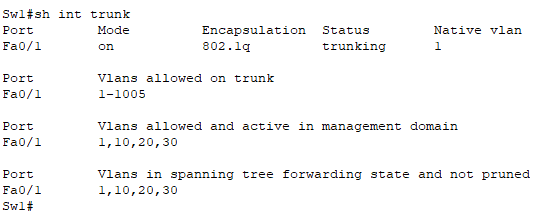 Sw1#sh int trunk
Port Mode Encapsulation Status Native vlan
Fa0/1 on 802.1q trunking 1
Port Vlans allowed on trunk
Fa0/1 1-1005
Port Vlans allowed and active in management domain
Fa0/1 1,10,20,30
Port Vlans in spanning tree forwarding state and not pruned
Fa0/1 1,10,20,30
Sw1#